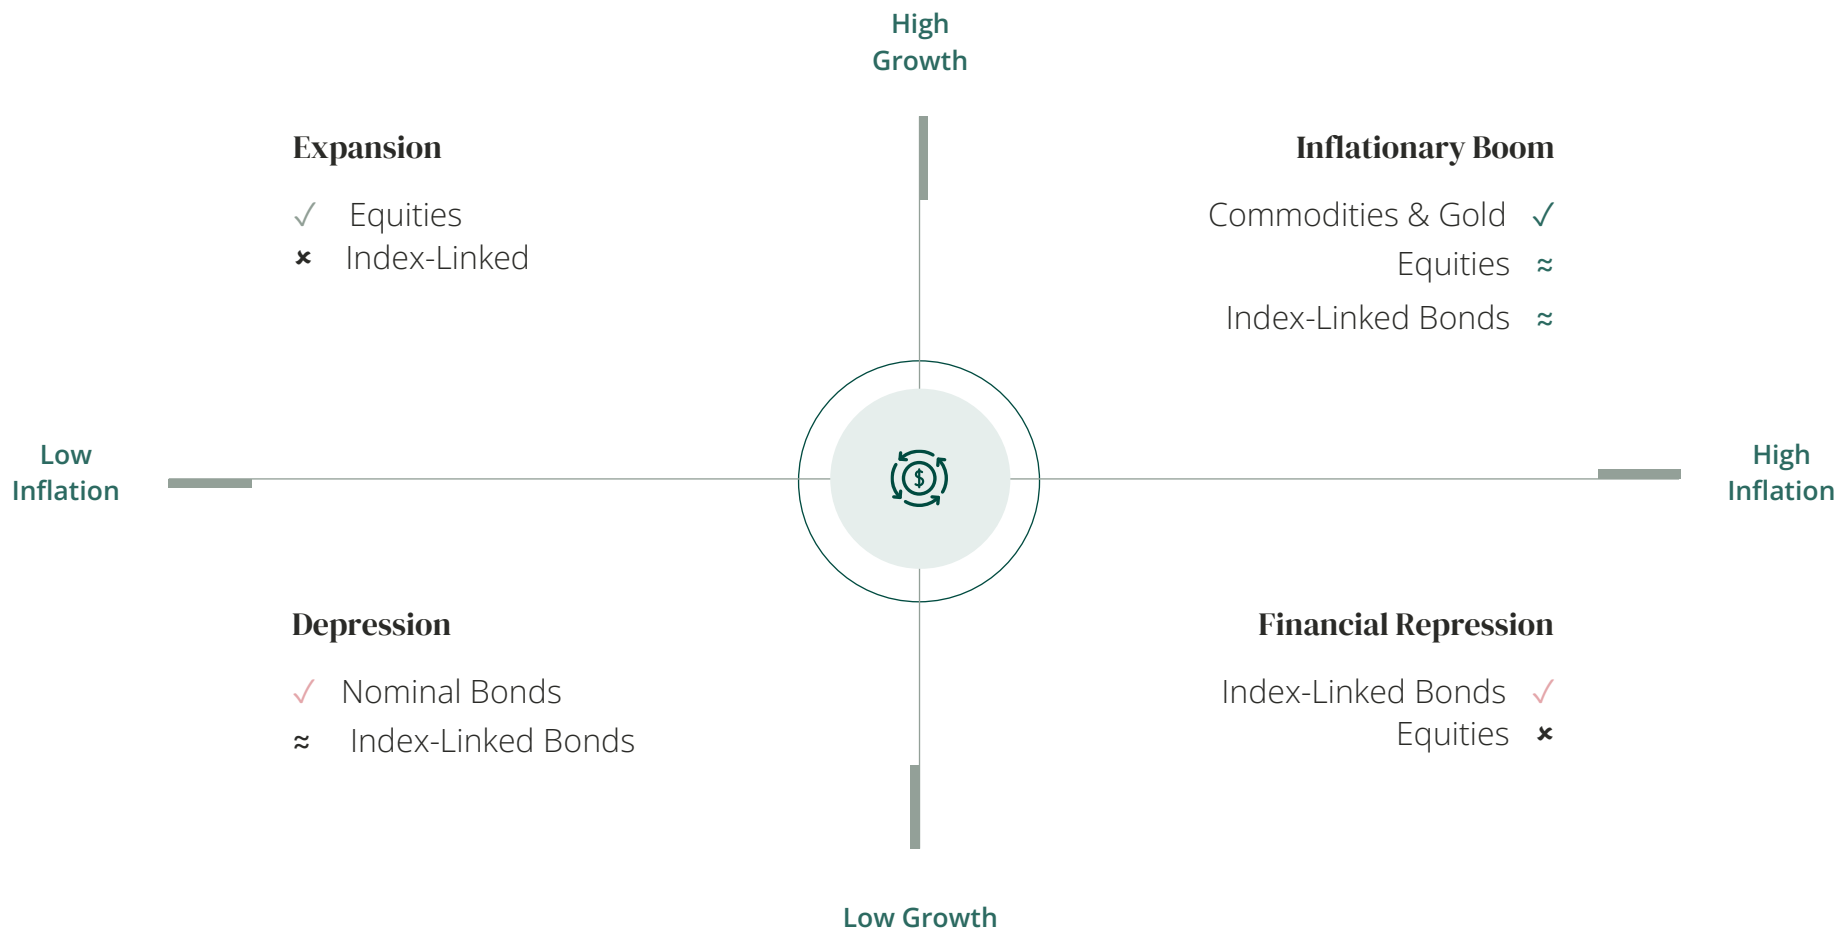 High
Growth
Expansion
✓ Equities
✘ Index-Linked
Inflationary Boom
Commodities & Gold ✓
Equities ≈
Index-Linked Bonds ≈
Low
Inflation
$
High
Inflation
Depression
✓ Nominal Bonds
≈ Index-Linked Bonds
Financial Repression
Index-Linked Bonds ✓
Equities ✘
Low Growth